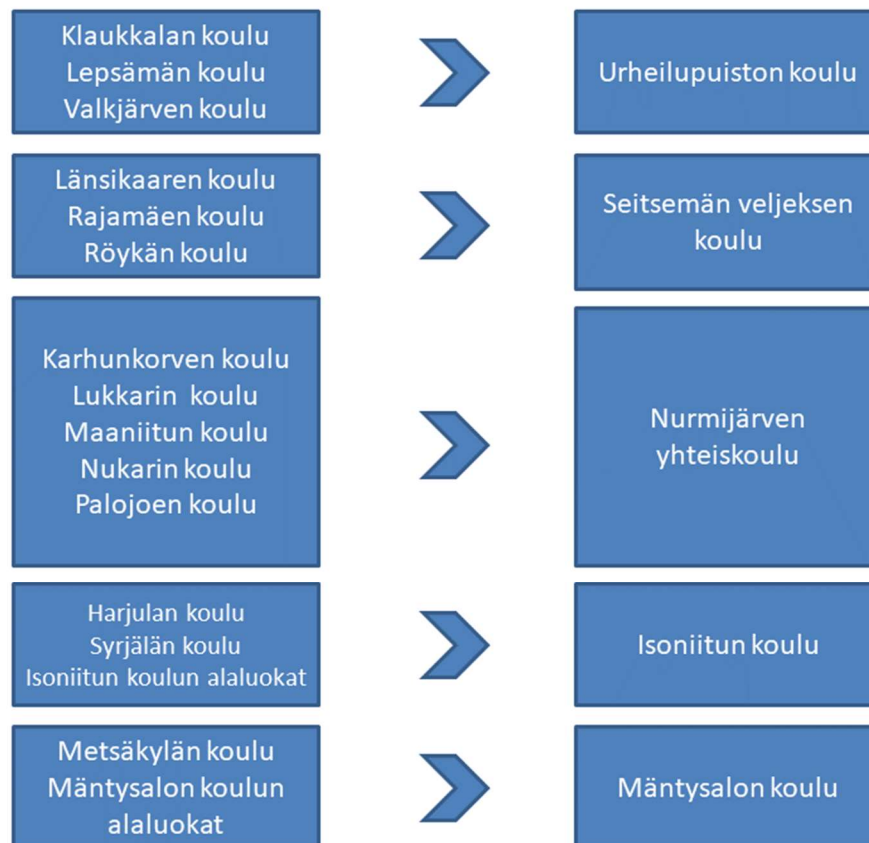 Klaukkalan koulu
Lepsämän koulu
Valkjärven koulu
Urheilupuiston koulu
Länsikaaren koulu
Rajamäen koulu
Röykän koulu
Seitsemän veljeksen
koulu
Karhunkorven koulu
Lukkarin koulu
Maaniitun koulu
Nukarin koulu
Palojoen koulu
Nurmijärven
yhteiskoulu
Harjulan koulu
Syrjälän koulu
Isoniitun koulun alaluokat
Isoniitun koulu
Metsäkylän koulu
Mäntysalon koulun
alaluokat
Mäntysalon koulu